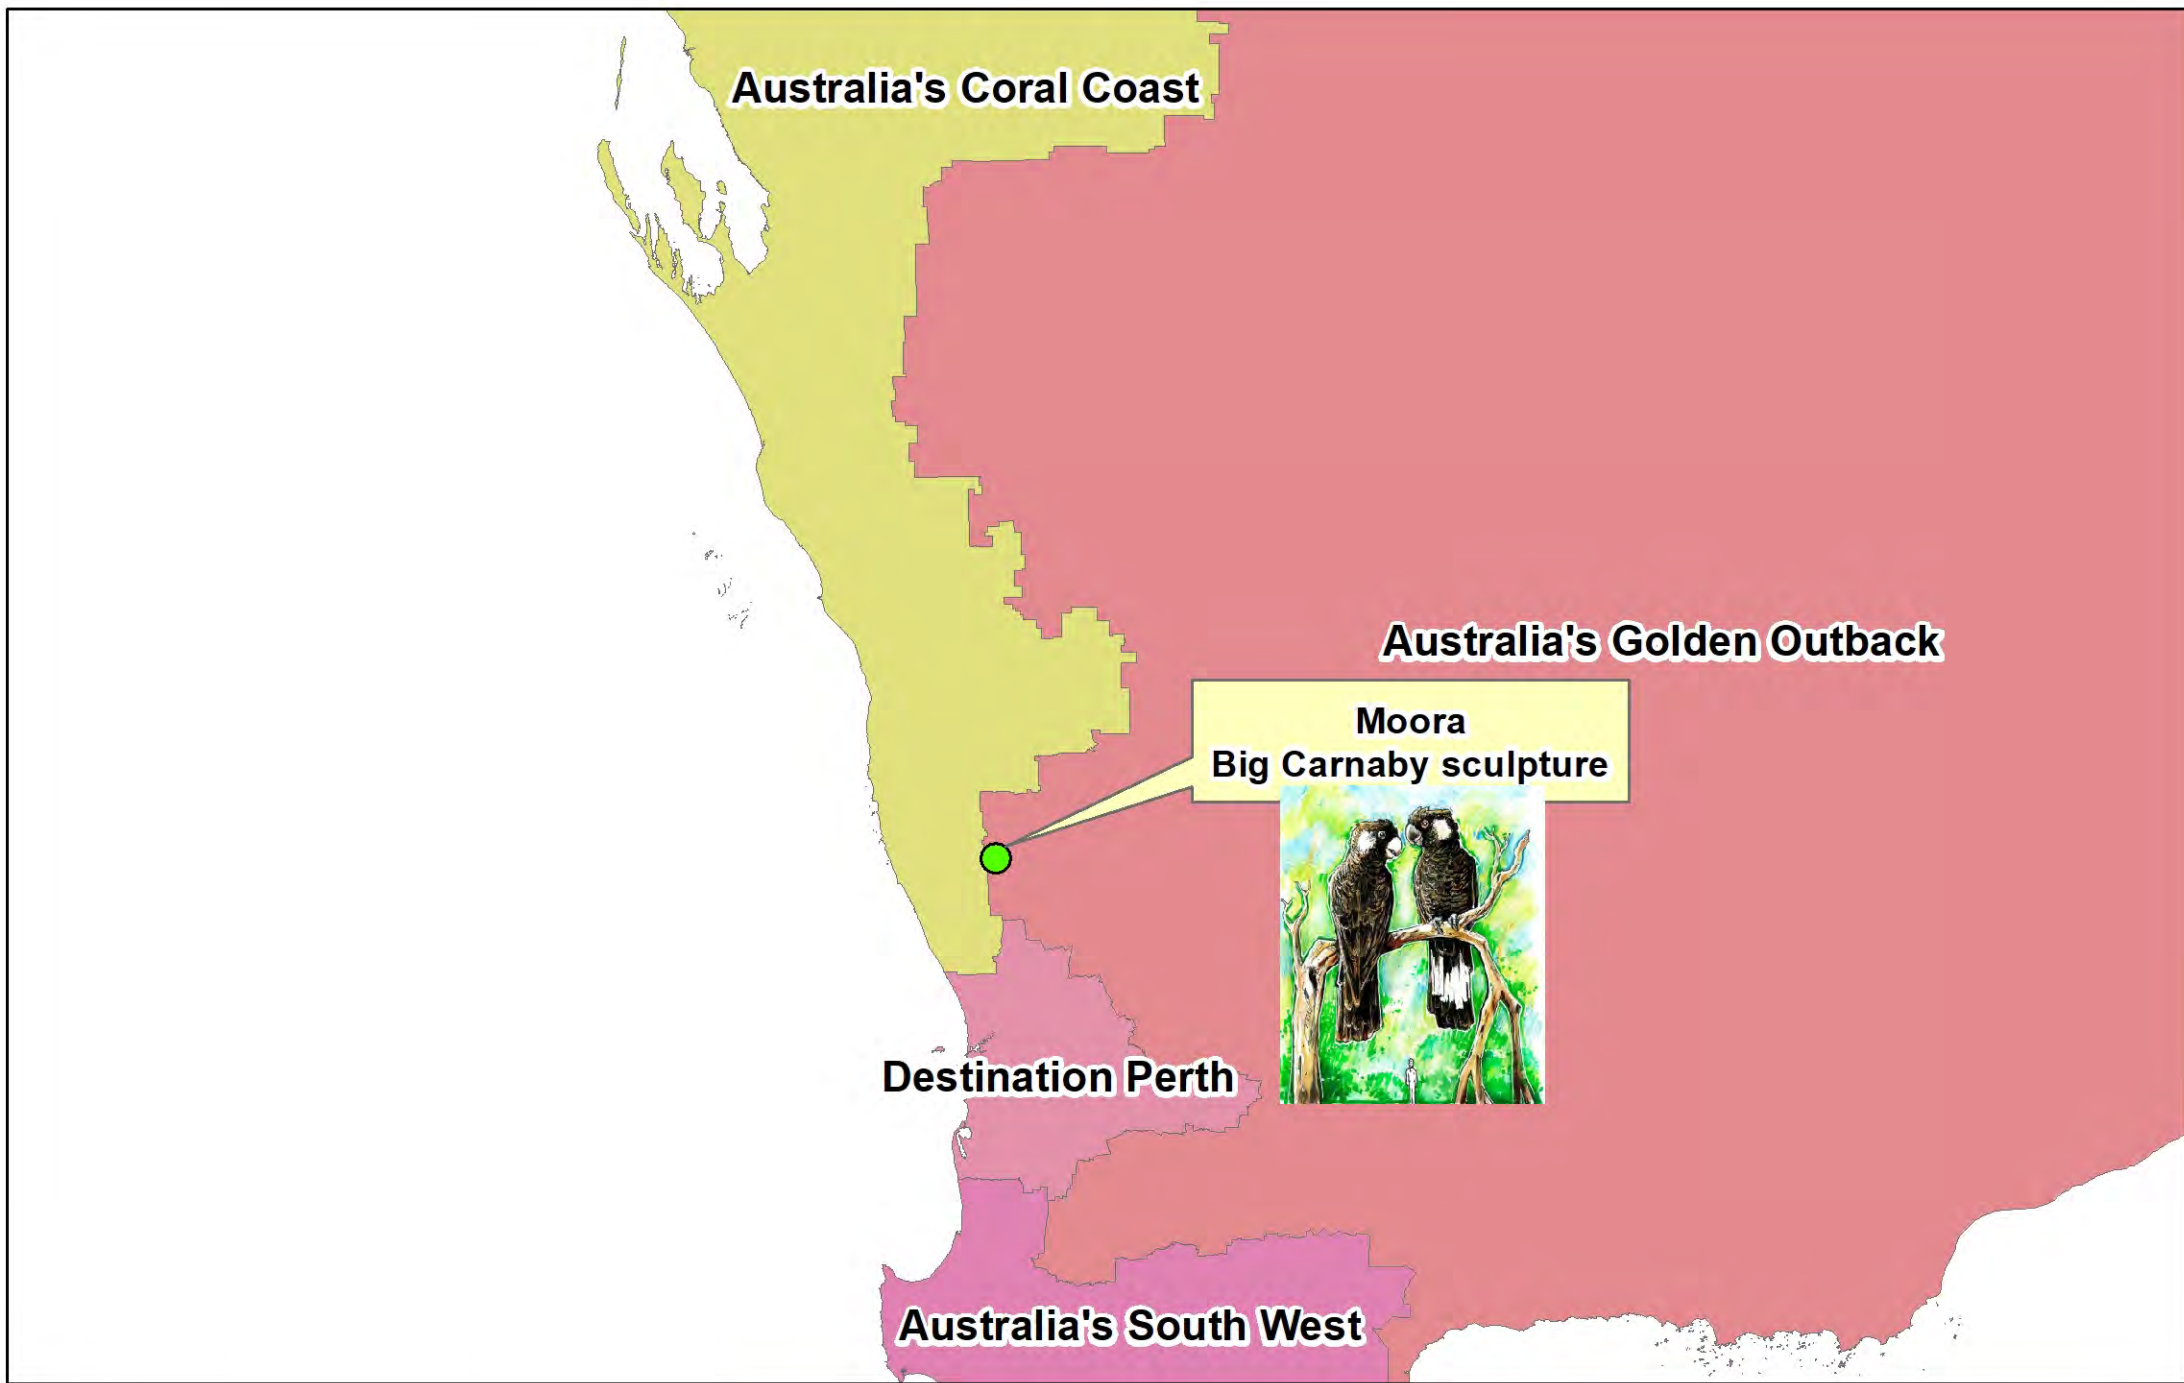 Australia's Coral Coast
Australia's Golden Outback
Moora
Big Carnaby sculpture
Destination Perth
Australia's South West